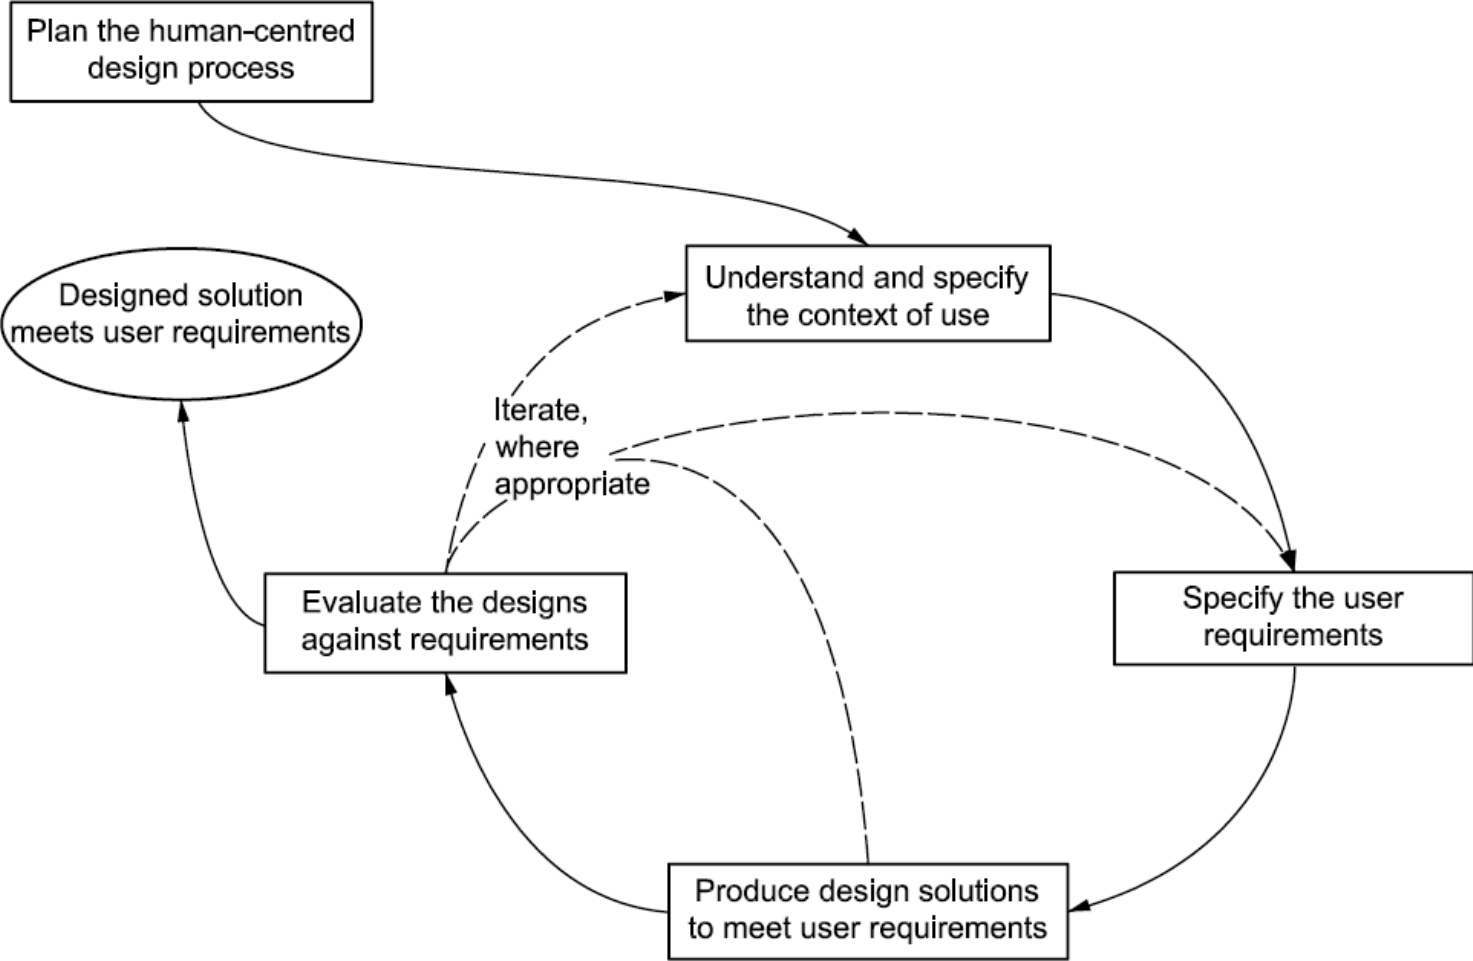 Plan the human-centred
design process
Designed solution
meets user requirements
Understand and specify
the context of use
Iterate,
where
appropriate
Evaluate the designs
against requirements
Specify the user
requirements
Produce design solutions
to meet user requirements